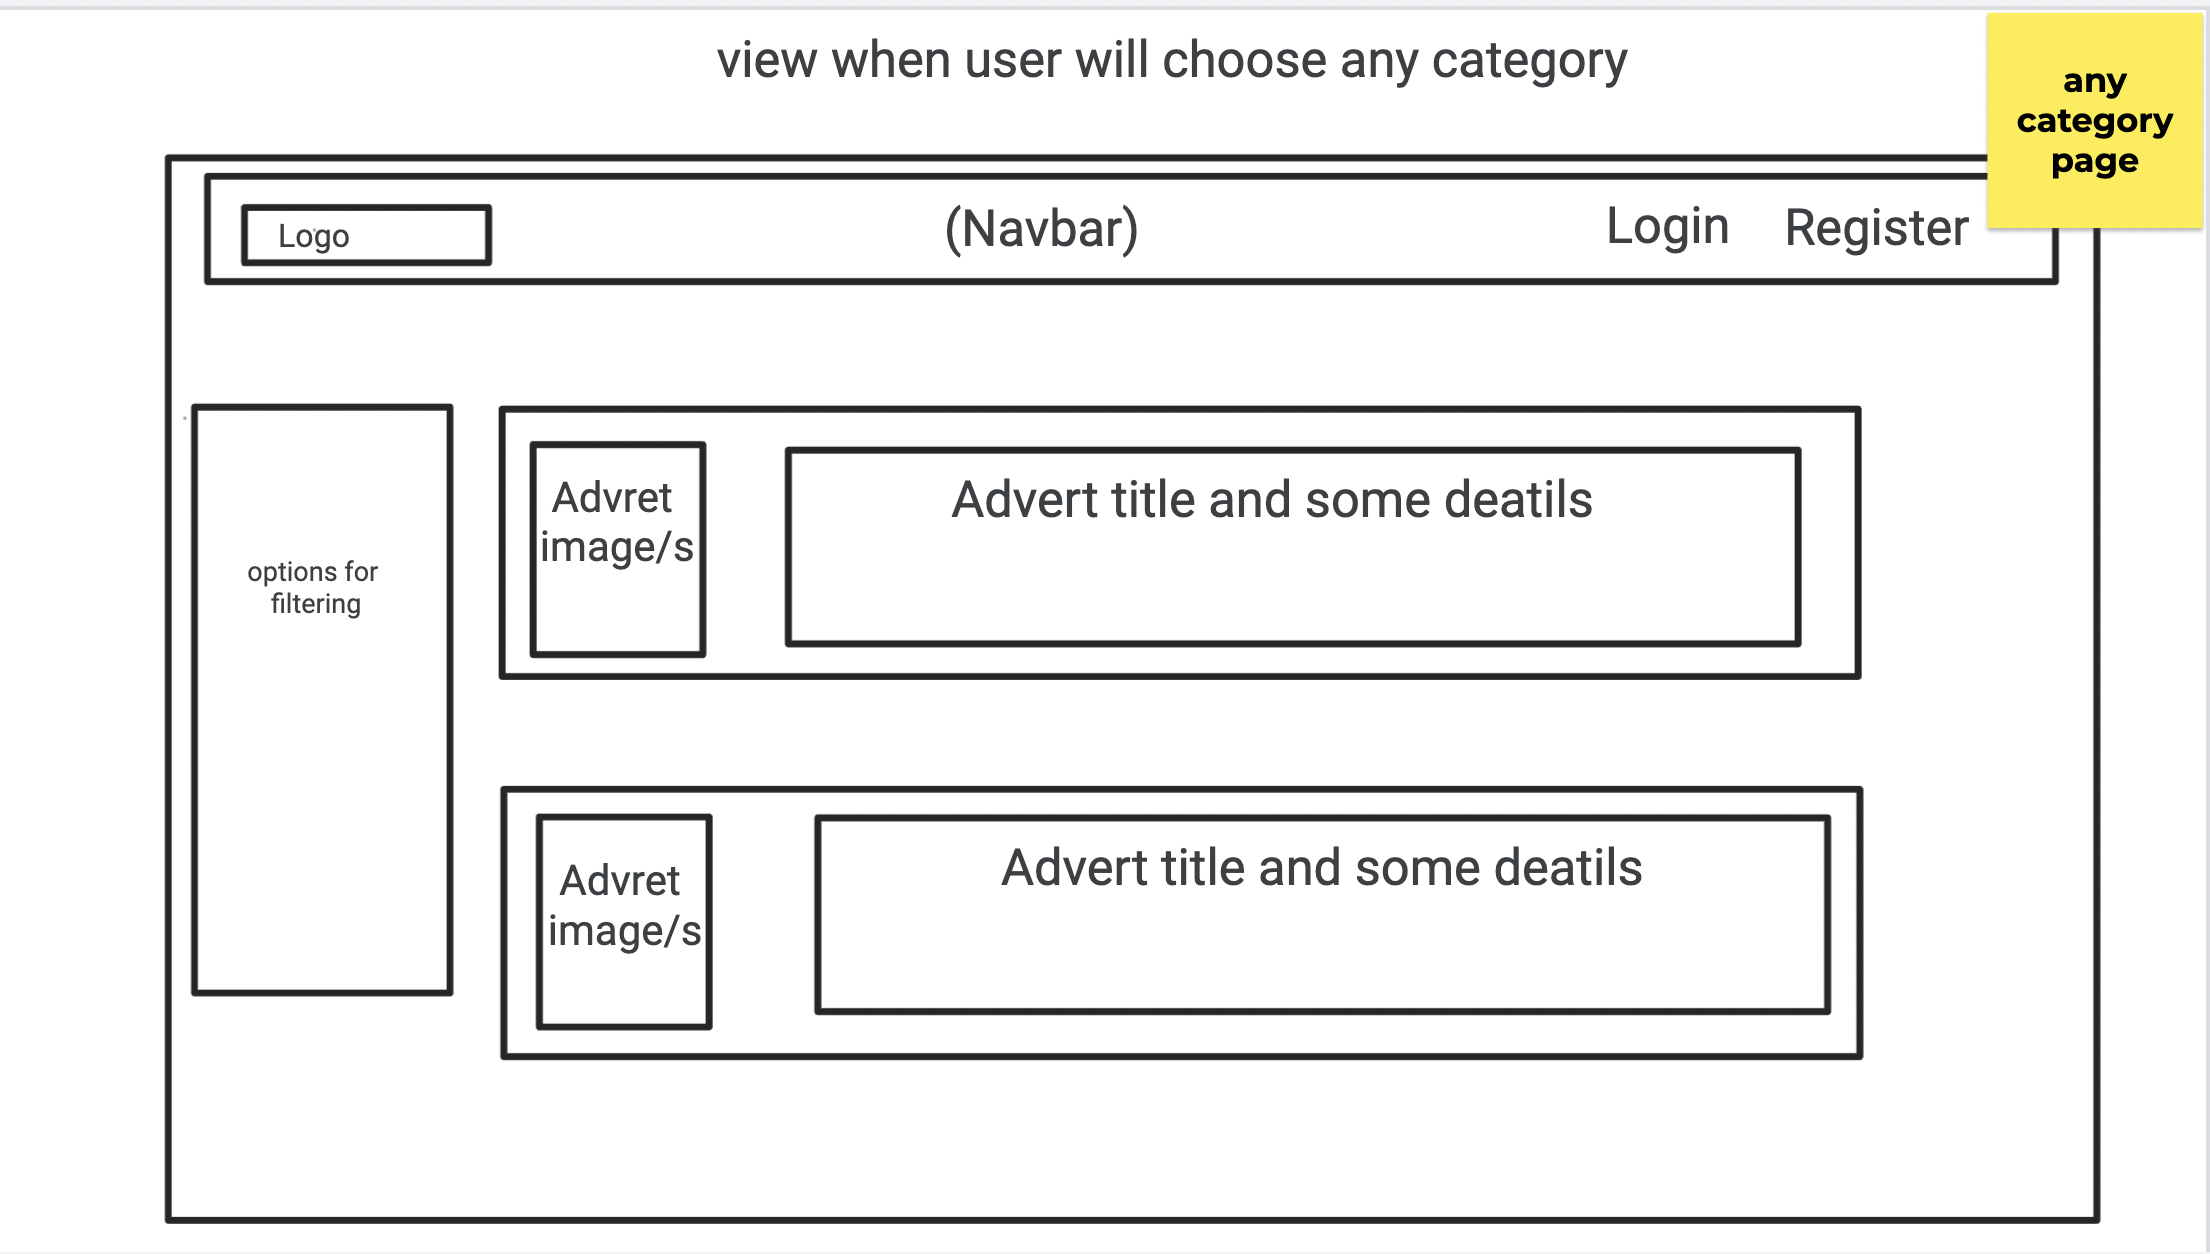 view when user will choose any category
any
category
page
Logo
(Navbar)
Login
Register
options for
filtering
Advret
image/s
Advert title and some deatils
Advret
image/s
Advert title and some deatils